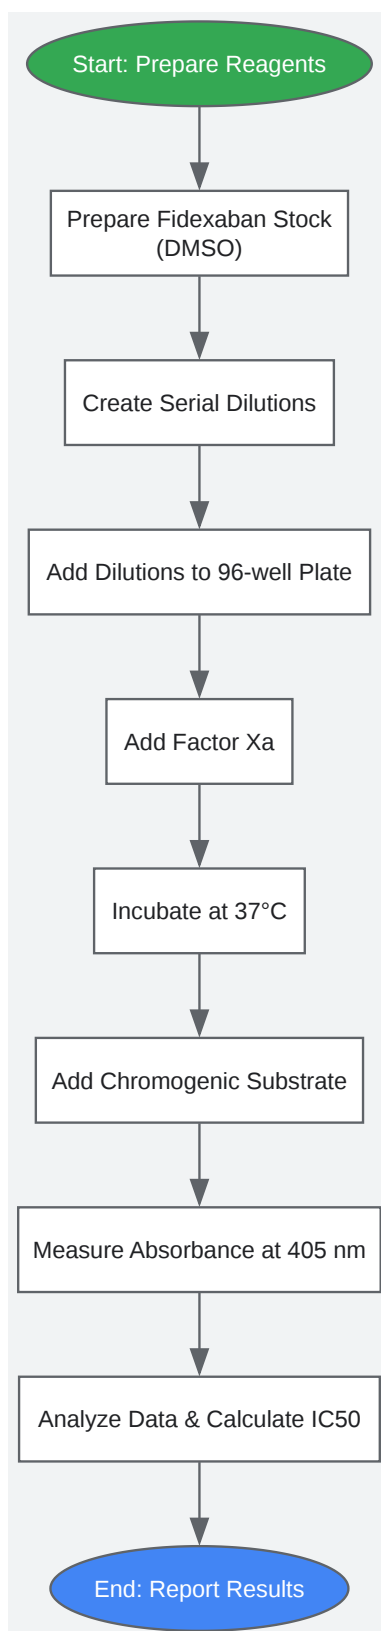 Start: Prepare Reagents
Prepare Fidexaban Stock
(DMSO)
Create Serial Dilutions
Add Dilutions to 96-well Plate
Add Factor Xa
Incubate at 37°C
Add Chromogenic Substrate
Measure Absorbance at 405 nm
Analyze Data & Calculate IC50
End: Report Results